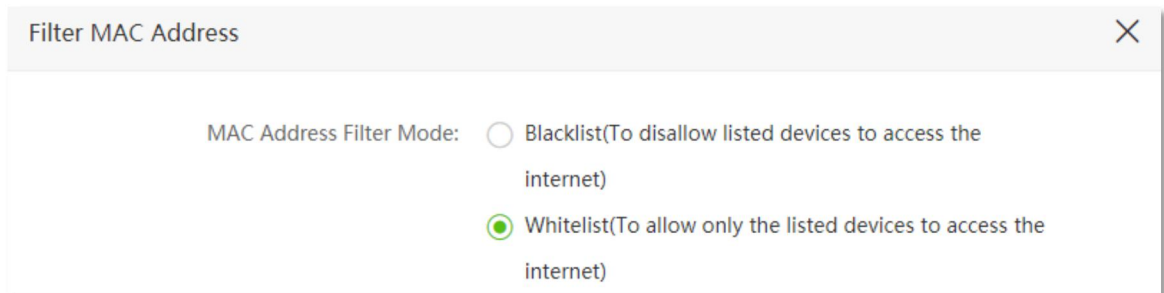 Filter MAC Address
MAC Address Filter Mode: Blacklist(To disallow listed devices to access the
internet)
Whitelist(To allow only the listed devices to access the
internet)